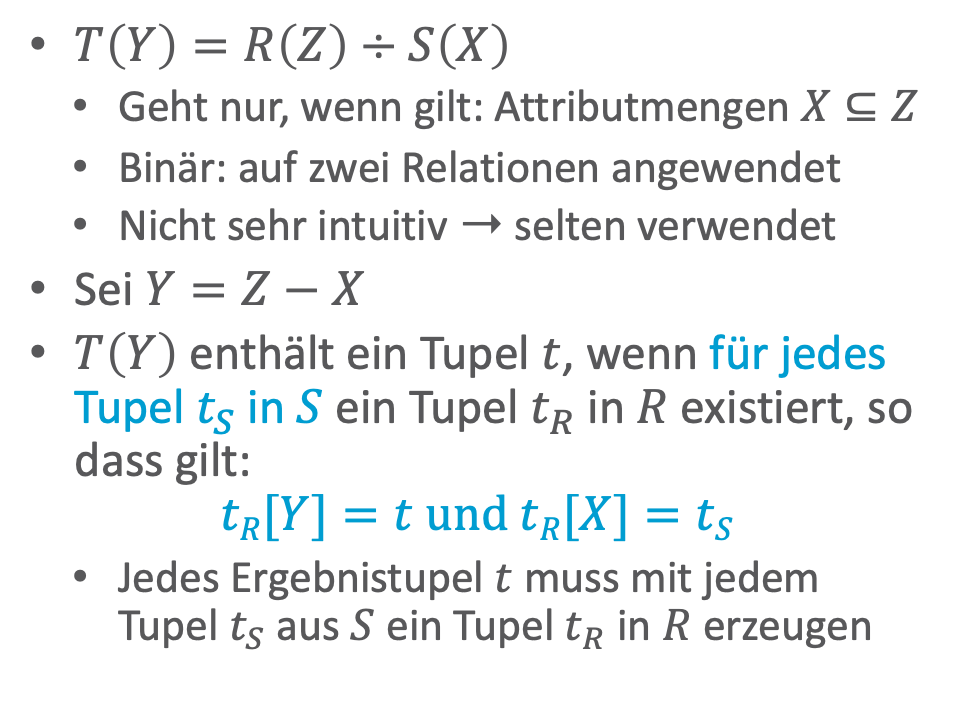 • T(Y) = R(Z) ÷ S(X)
• Geht nur, wenn gilt: Attributmengen X ⊆ Z
• Binär: auf zwei Relationen angewendet
• Nicht sehr intuitiv → selten verwendet
• Sei Y = Z − X
• T(Y) enthält ein Tupel t, wenn für jedes
Tupel t_S in S ein Tupel t_R in R existiert, so
dass gilt:
t_R[Y] = t und t_R[X] = t_S
• Jedes Ergebnistupel t muss mit jedem
Tupel t_S aus S ein Tupel t_R in R erzeugen